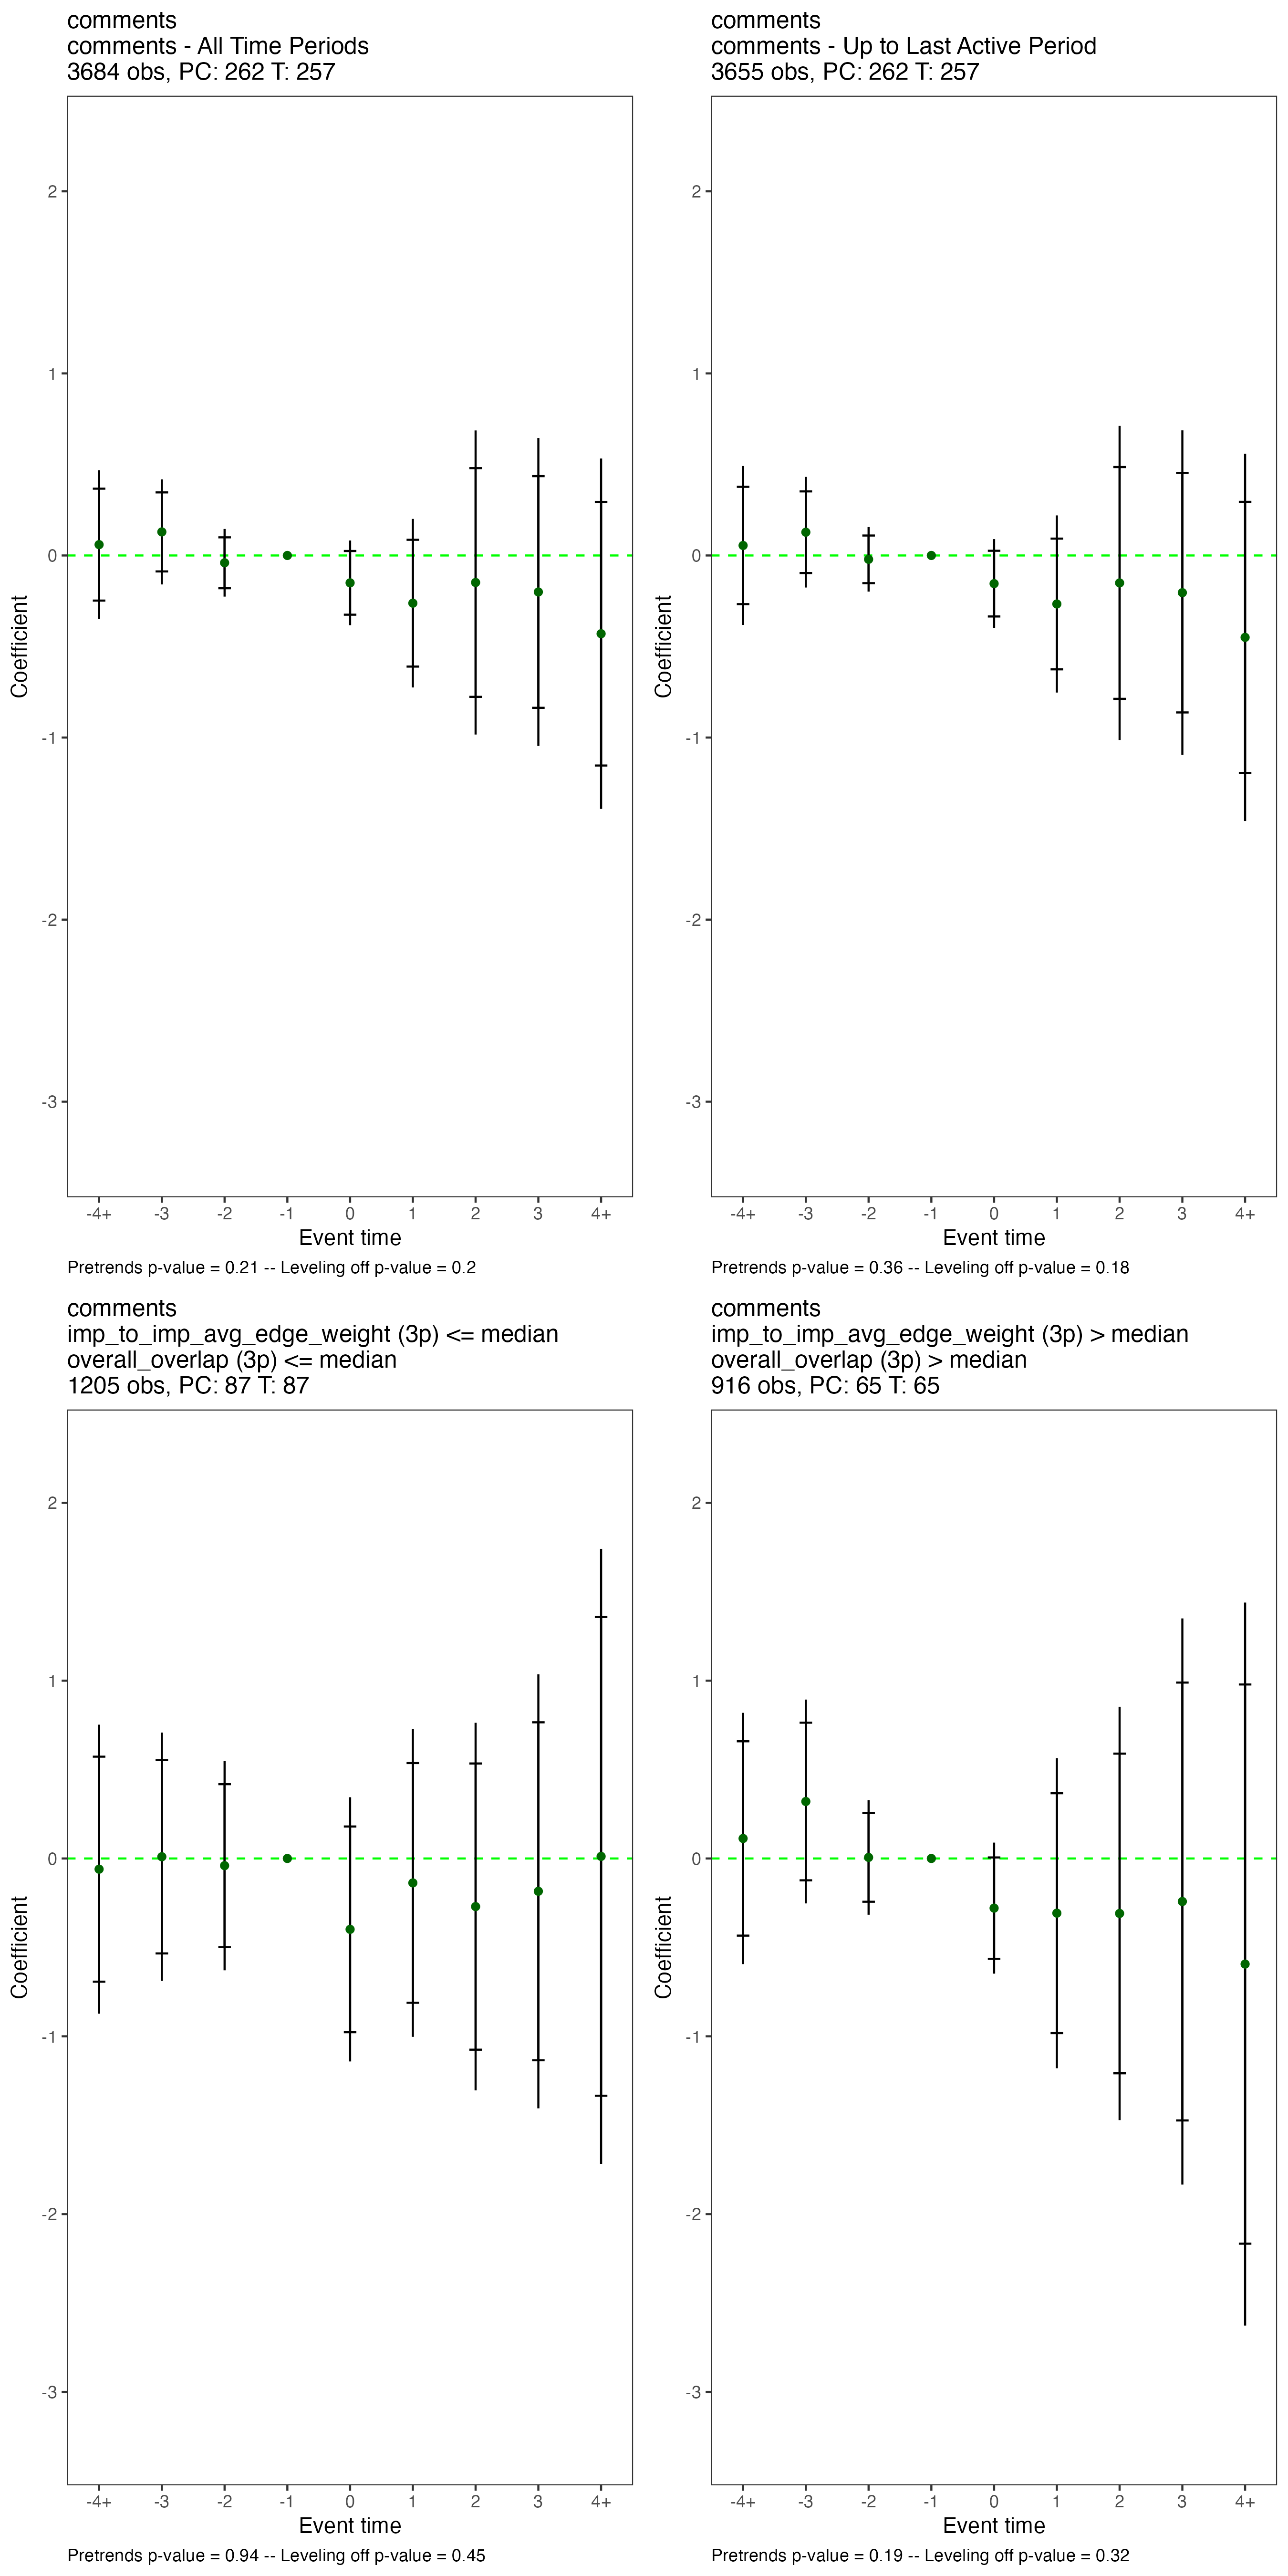 comments
comments - All Time Periods
3684 obs, PC: 262 T: 257
2
1
0
-1
-2
-3
Coefficient
-4+ -3 -2 -1 0 1 2 3 4+
Event time
Pretrends p-value = 0.21 -- Leveling off p-value = 0.2
comments
comments - Up to Last Active Period
3655 obs, PC: 262 T: 257
2
1
0
-1
-2
-3
Coefficient
-4+ -3 -2 -1 0 1 2 3 4+
Event time
Pretrends p-value = 0.36 -- Leveling off p-value = 0.18
comments
imp_to_imp_avg_edge_weight (3p) <= median
overall_overlap (3p) <= median
1205 obs, PC: 87 T: 87
2
1
0
-1
-2
-3
Coefficient
-4+ -3 -2 -1 0 1 2 3 4+
Event time
Pretrends p-value = 0.94 -- Leveling off p-value = 0.45
comments
imp_to_imp_avg_edge_weight (3p) > median
overall_overlap (3p) > median
916 obs, PC: 65 T: 65
2
1
0
-1
-2
-3
Coefficient
-4+ -3 -2 -1 0 1 2 3 4+
Event time
Pretrends p-value = 0.19 -- Leveling off p-value = 0.32